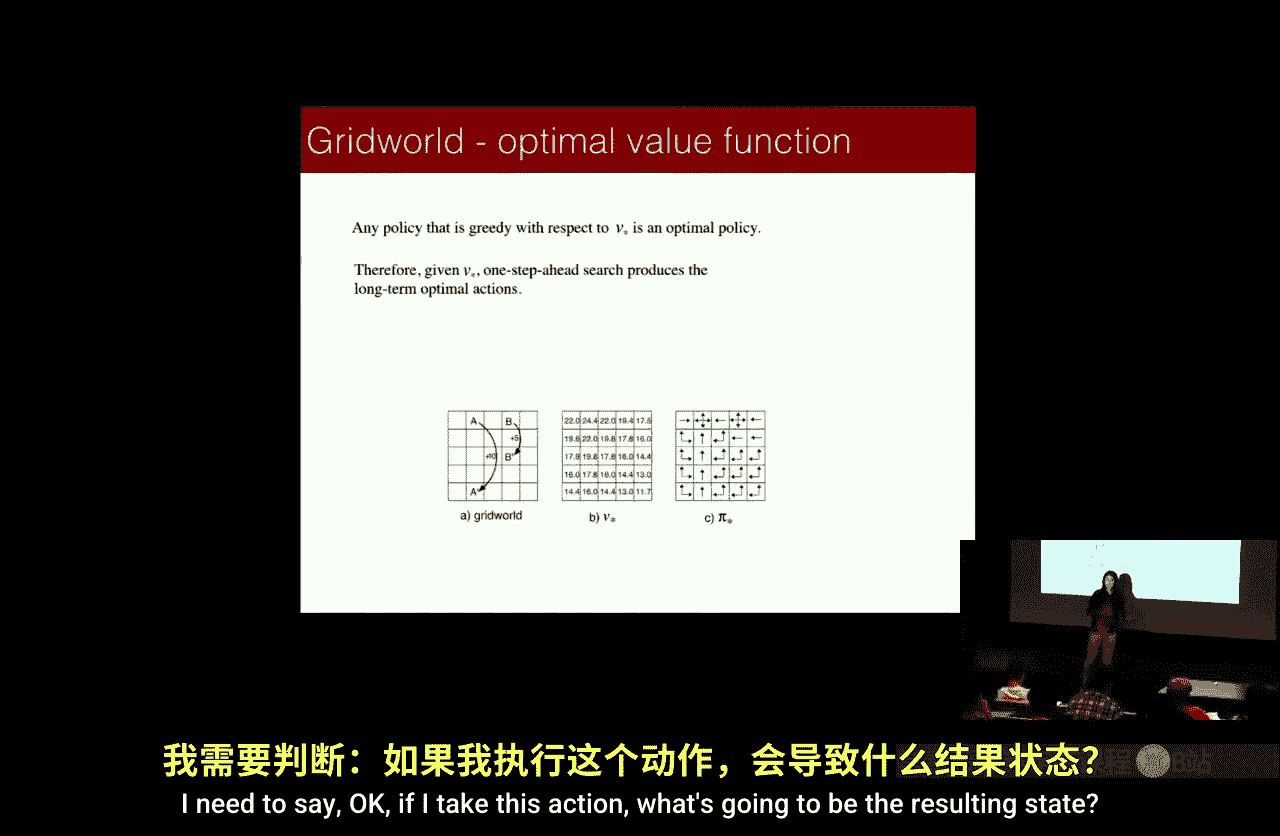 Gridworld - optimal value function
Any policy that is greedy with respect to v* is an optimal policy.
Therefore, given v*, one-step-ahead search produces the
long-term optimal actions.
A B
+5
+10 B'
A'
22.0 24.4 22.0 19.4 17.5
19.8 22.0 19.8 17.8 16.0
17.8 19.8 17.8 16.0 14.4
16.0 17.8 16.0 14.4 13.0
14.4 16.0 14.4 13.0 11.7
a) gridworld b) v* c) π*
我需要判断：如果我执行这个动作，会导致什么结果状态？
I need to say, OK, if I take this action, what's going to be the resulting state?